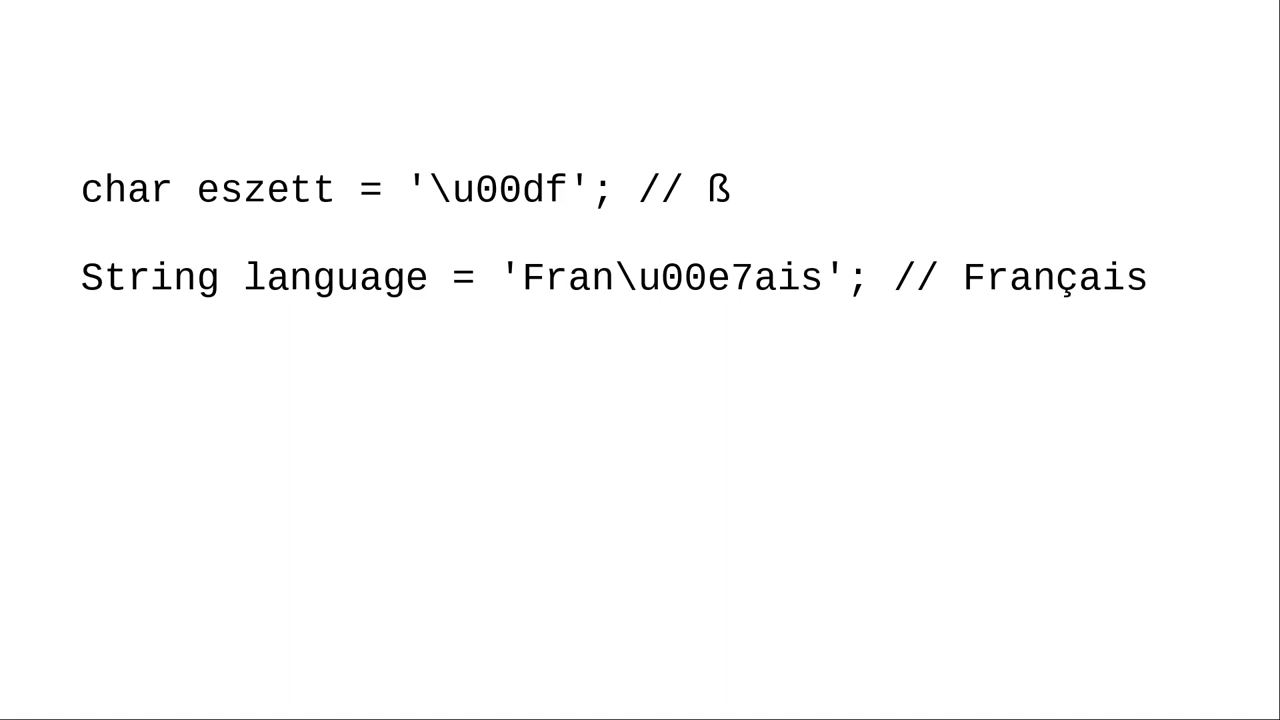 char eszett = '\u00df'; // ß
String language = 'Fran\u00e7ais'; // Français